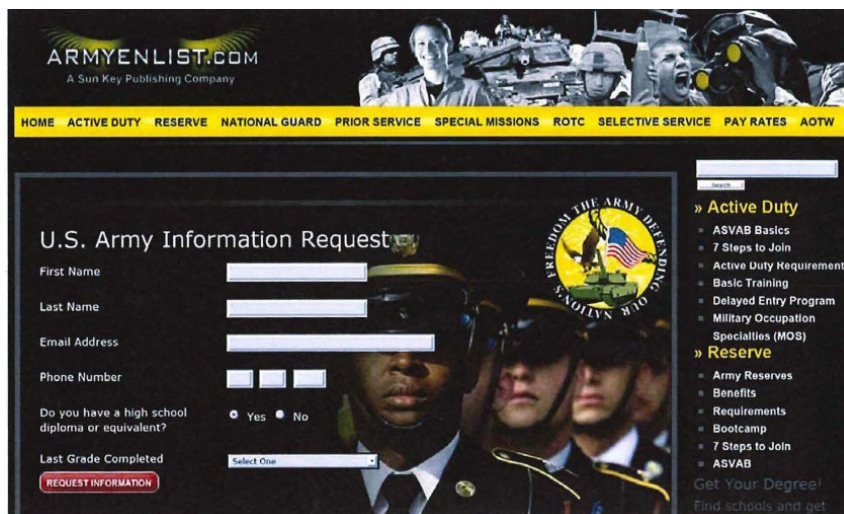 ARMYENLIST.COM
A Sun Key Publishing Company
HOME ACTIVE DUTY RESERVE NATIONAL GUARD PRIOR SERVICE SPECIAL MISSIONS ROTC SELECTIVE SERVICE PAY RATES AOTW
Search
U.S. Army Information Request
THE ARMY DEFENDING OUR NATION'S FREEDOM
First Name
Last Name
Email Address
Phone Number
Do you have a high school
diploma or equivalent?
Yes No
Last Grade Completed
Select One
REQUEST INFORMATION
» Active Duty
ASVAB Basics
7 Steps to Join
Active Duty Requirement
Basic Training
Delayed Entry Program
Military Occupation
Specialties (MOS)
» Reserve
Army Reserves
Benefits
Requirements
Bootcamp
7 Steps to Join
ASVAB
Get Your Degree!
Find schools and get